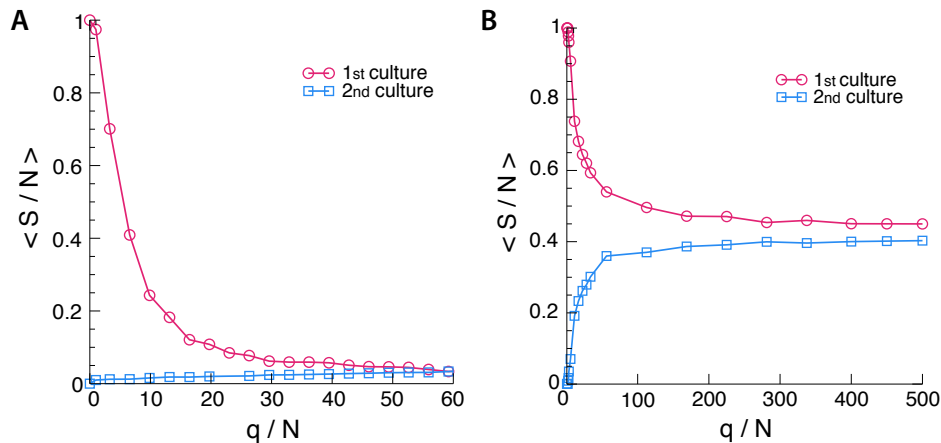 A
1
0.8
0.6
0.4
0.2
0
< S / N >
1st culture
2nd culture
0 10 20 30 40 50 60
q / N
B
1
0.8
0.6
0.4
0.2
0
< S / N >
1st culture
2nd culture
0 100 200 300 400 500
q / N